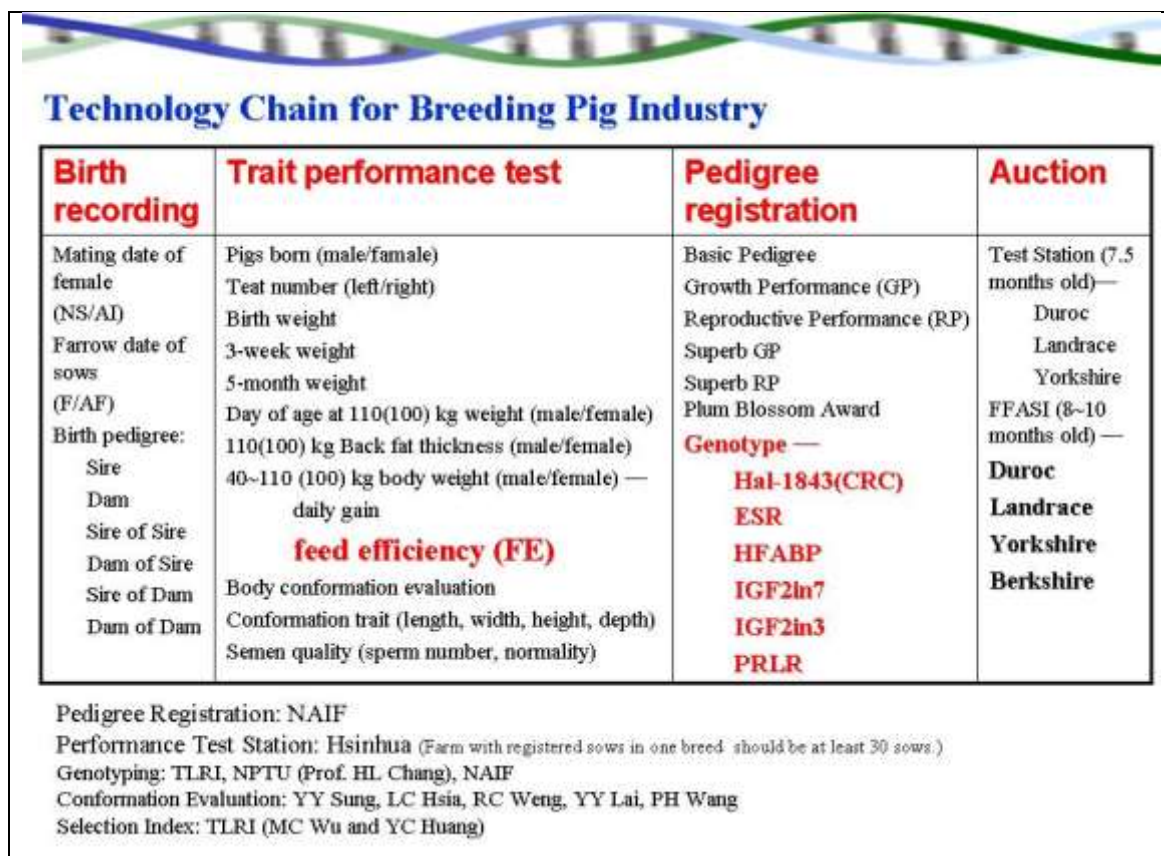 Technology Chain for Breeding Pig Industry
Birth
recording
Mating date of
female
(NS/AI)
Farrow date of
sows
(F/AF)
Birth pedigree:
Sire
Dam
Sire of Sire
Dam of Sire
Sire of Dam
Dam of Dam
Trait performance test
Pigs born (male/famale)
Teat number (left/right)
Birth weight
3-week weight
5-month weight
Day of age at 110(100) kg weight (male/female)
110(100) kg Back fat thickness (male/female)
40~110 (100) kg body weight (male/female) —
daily gain
feed efficiency (FE)
Body conformation evaluation
Conformation trait (length, width, height, depth)
Semen quality (sperm number, normality)
Pedigree
registration
Basic Pedigree
Growth Performance (GP)
Reproductive Performance (RP)
Superb GP
Superb RP
Plum Blossom Award
Genotype —
Hal-1843(CRC)
ESR
HFABP
IGF2in7
IGF2in3
PRLR
Auction
Test Station (7.5
months old)—
Duroc
Landrace
Yorkshire
FFASI (8~10
months old) —
Duroc
Landrace
Yorkshire
Berkshire
Pedigree Registration: NAIF
Performance Test Station: Hsinhua (Farm with registered sows in one breed should be at least 30 sows.)
Genotyping: TLRI, NPTU (Prof. HL Chang), NAIF
Conformation Evaluation: YY Sung, LC Hsia, RC Weng, YY Lai, PH Wang
Selection Index: TLRI (MC Wu and YC Huang)